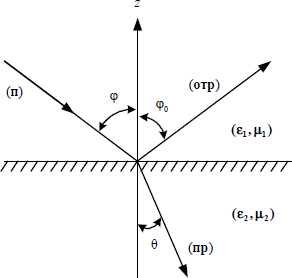 z
(п)
φ
φ₀
(отр)
(ε₁, μ₁)
(ε₂, μ₂)
θ
(пр)